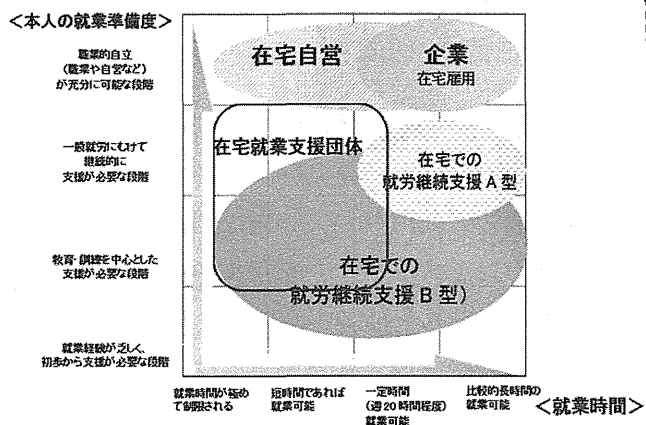 ＜本人の就業準備度＞
職業的自立
（職業や自営など）
が充分に可能な段階
一般就労にむけて
継続的に
支援が必要な段階
教育・訓練を中心とした
支援が必要な段階
就業経験が乏しく、
初歩から支援が必要な段階
在宅自営
企業
在宅雇用
在宅就業支援団体
在宅での
就労継続支援A型
在宅での
就労継続支援B型）
就業時間が極め
て制限される
短時間であれば
就業可能
一定時間
（週20時間程度）
就業可能
比較的長時間の
就業可能
＜就業時間＞